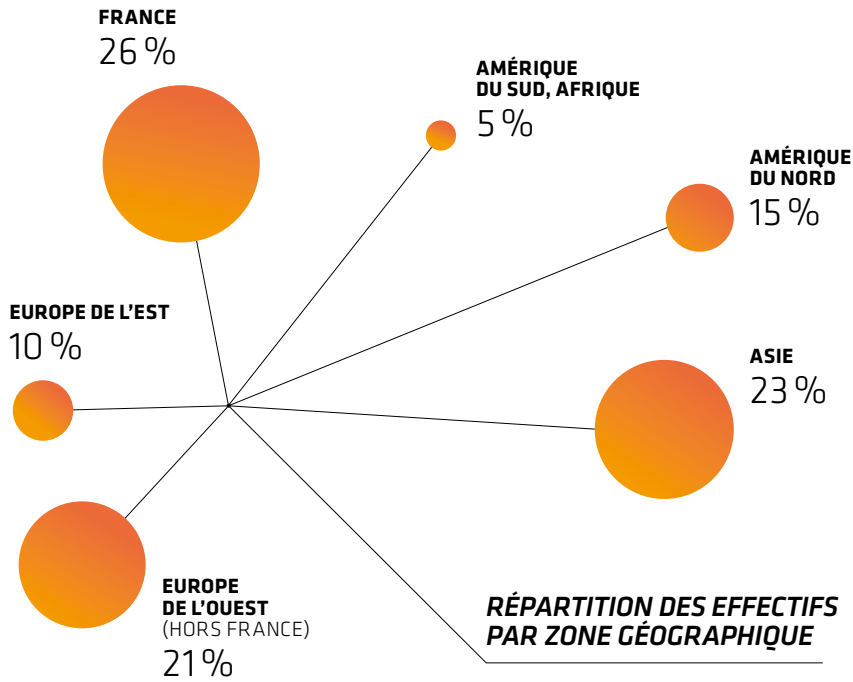 FRANCE
26 %
AMÉRIQUE
DU SUD, AFRIQUE
5 %
AMÉRIQUE
DU NORD
15 %
EUROPE DE L’EST
10 %
ASIE
23 %
EUROPE
DE L’OUEST
(HORS FRANCE)
21 %
RÉPARTITION DES EFFECTIFS
PAR ZONE GÉOGRAPHIQUE